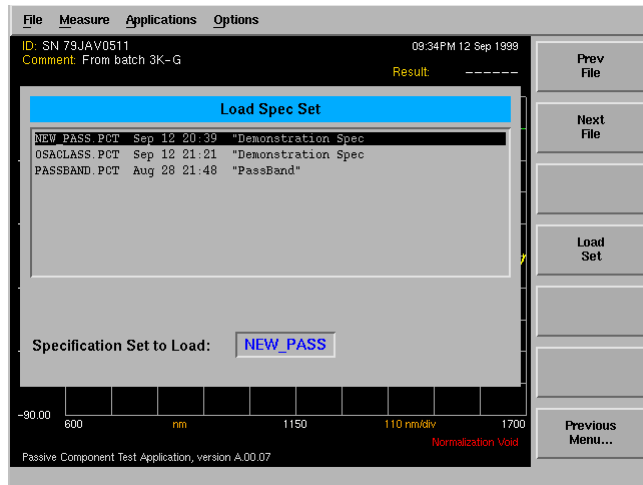 File Measure Applications Options
ID: SN 79JAV0511 09:34PM 12 Sep 1999
Comment: From batch 3K-G
Result: ------
Prev
File
Load Spec Set
Next
File
NEW_PASS.PCT Sep 12 20:39 "Demonstration Spec
OSACLASS.PCT Sep 12 21:21 "Demonstration Spec
PASSBAND.PCT Aug 28 21:48 "PassBand"
Load
Set
Specification Set to Load: NEW_PASS
-90.00
600 nm 1150 110 nm/div 1700
Normalization Void
Previous
Menu...
Passive Component Test Application, version A.00.07